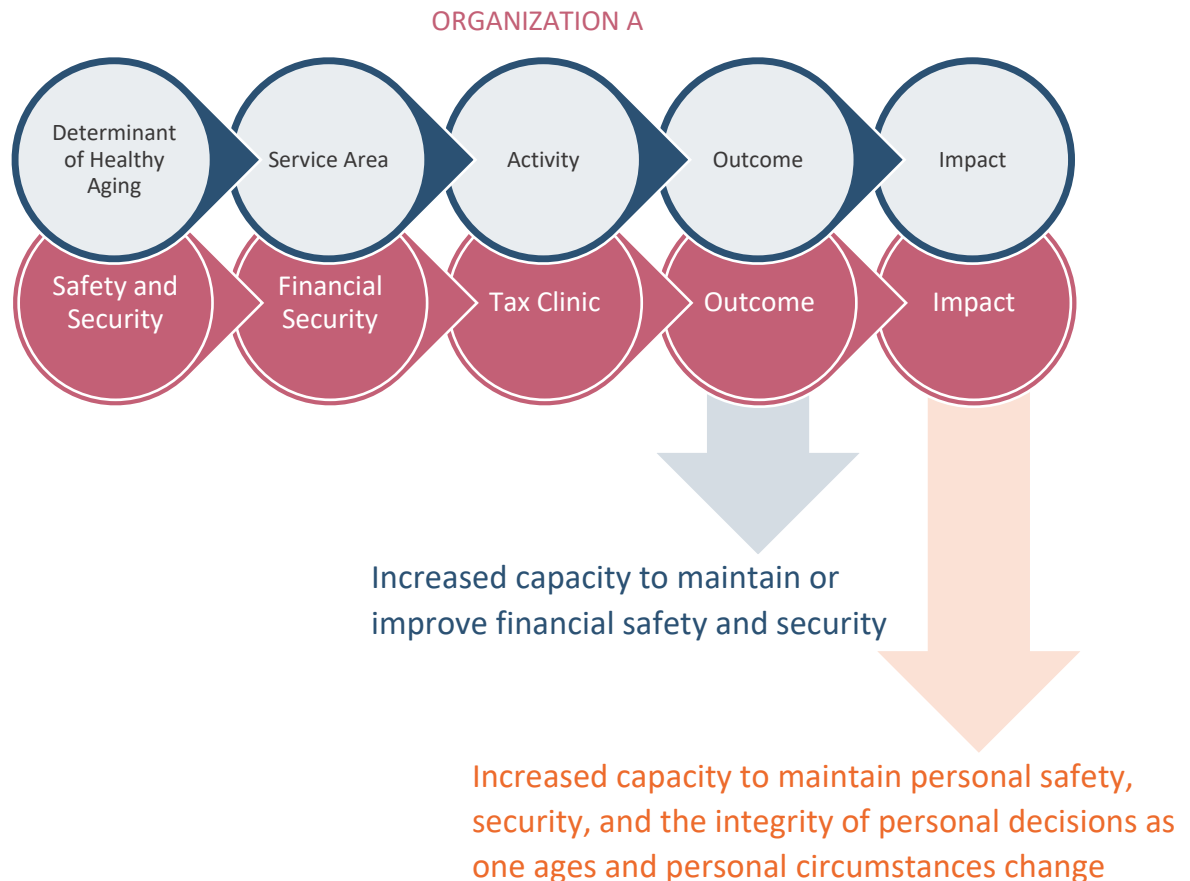 ORGANIZATION A
Determinant
of Healthy
Aging
Service Area
Activity
Outcome
Impact
Safety and
Security
Financial
Security
Tax Clinic
Outcome
Impact
Increased capacity to maintain or
improve financial safety and security
Increased capacity to maintain personal safety,
security, and the integrity of personal decisions as
one ages and personal circumstances change